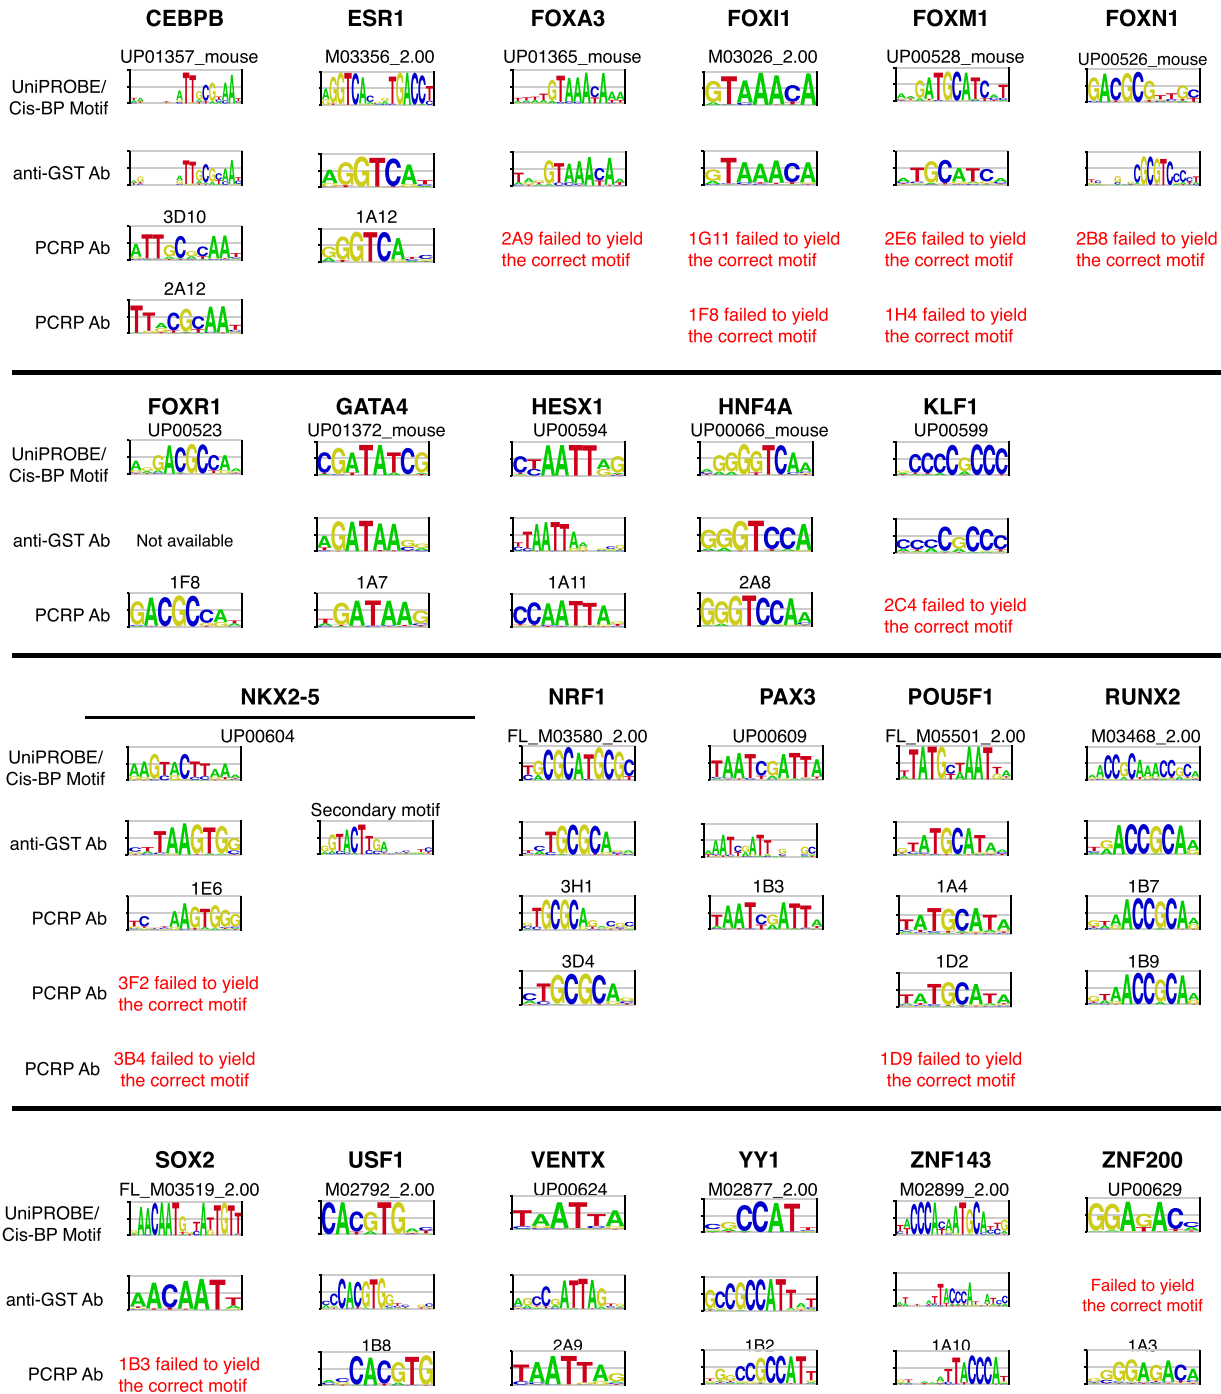 CEBPB ESR1 FOXA3 FOXI1 FOXM1 FOXN1
UP01357_mouse M03356_2.00 UP01365_mouse M03026_2.00 UP00528_mouse UP00526_mouse
UniPROBE/
Cis-BP Motif
anti-GST Ab
3D10 1A12
PCRP Ab
2A9 failed to yield 1G11 failed to yield 2E6 failed to yield 2B8 failed to yield
the correct motif the correct motif the correct motif the correct motif
2A12
PCRP Ab
1F8 failed to yield 1H4 failed to yield
the correct motif the correct motif
FOXR1 GATA4 HESX1 HNF4A KLF1
UP00523 UP01372_mouse UP00594 UP00066_mouse UP00599
UniPROBE/
Cis-BP Motif
anti-GST Ab Not available
1F8 1A7 1A11 2A8
PCRP Ab
2C4 failed to yield
the correct motif
NKX2-5 NRF1 PAX3 POU5F1 RUNX2
UP00604 FL_M03580_2.00 UP00609 FL_M05501_2.00 M03468_2.00
UniPROBE/
Cis-BP Motif
Secondary motif
anti-GST Ab
1E6 3H1 1B3 1A4 1B7
PCRP Ab
3D4 1D2 1B9
PCRP Ab
3F2 failed to yield
the correct motif
PCRP Ab
3B4 failed to yield 1D9 failed to yield
the correct motif the correct motif
SOX2 USF1 VENTX YY1 ZNF143 ZNF200
FL_M03519_2.00 M02792_2.00 UP00624 M02877_2.00 M02899_2.00 UP00629
UniPROBE/
Cis-BP Motif
anti-GST Ab
Failed to yield
the correct motif
1B8 2A9 1B2 1A10 1A3
PCRP Ab
1B3 failed to yield
the correct motif